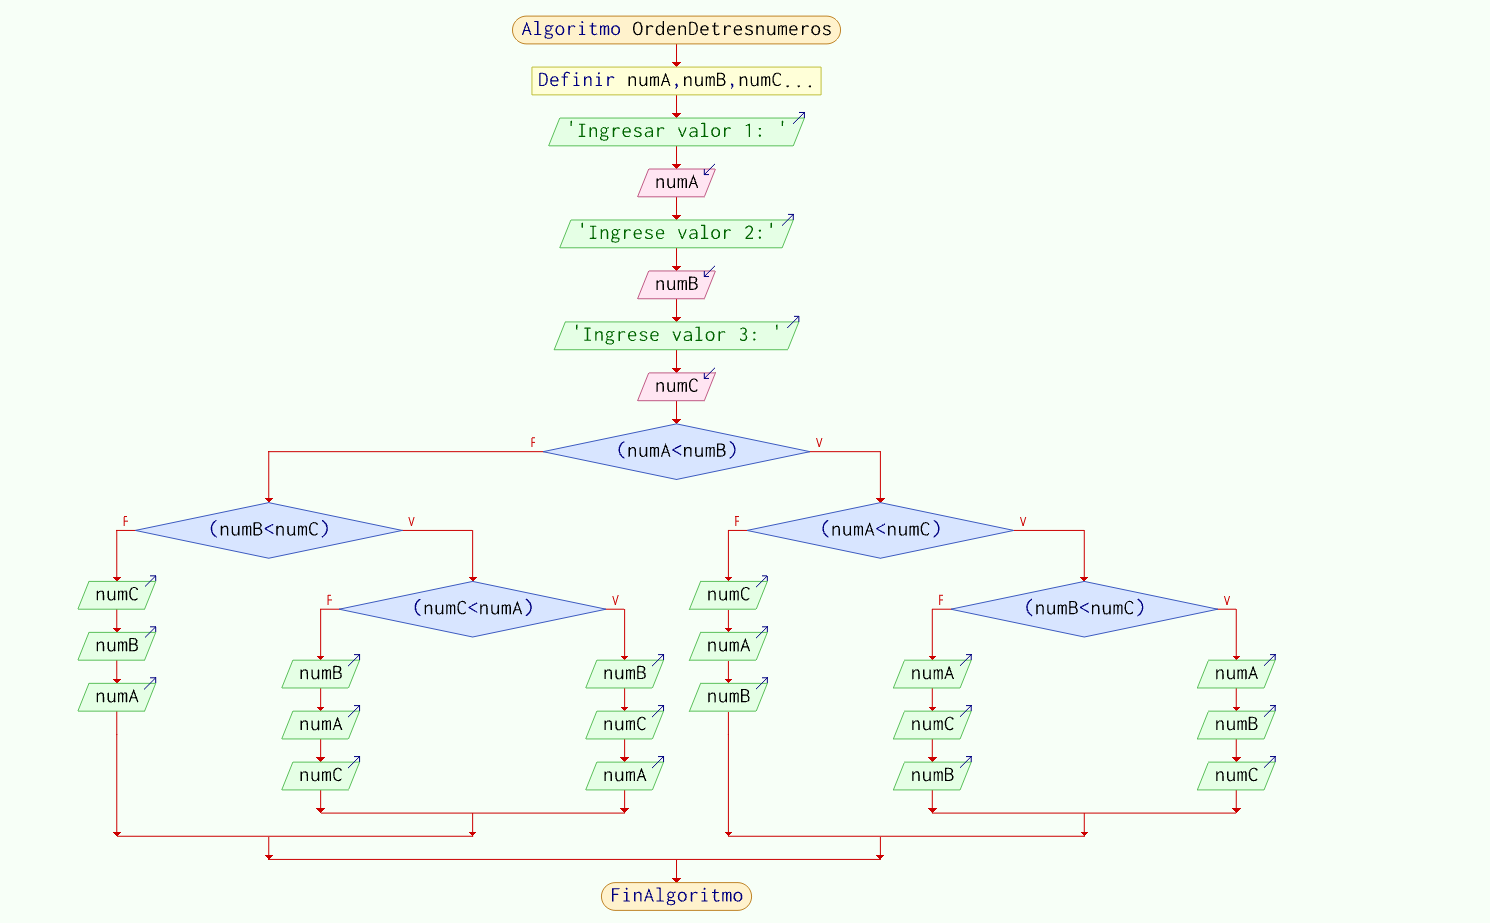 Algoritmo OrdenDetresnumeros
Definir numA,numB,numC...
'Ingresar valor 1: '
numA
'Ingrese valor 2:'
numB
'Ingrese valor 3: '
numC
F (numA<numB) V
F (numB<numC) V F (numA<numC) V
numC F (numC<numA) V numC F (numB<numC) V
numB numA
numB numB numA numA
numA numB
numA numC numC numB
numC numA numB numC
FinAlgoritmo